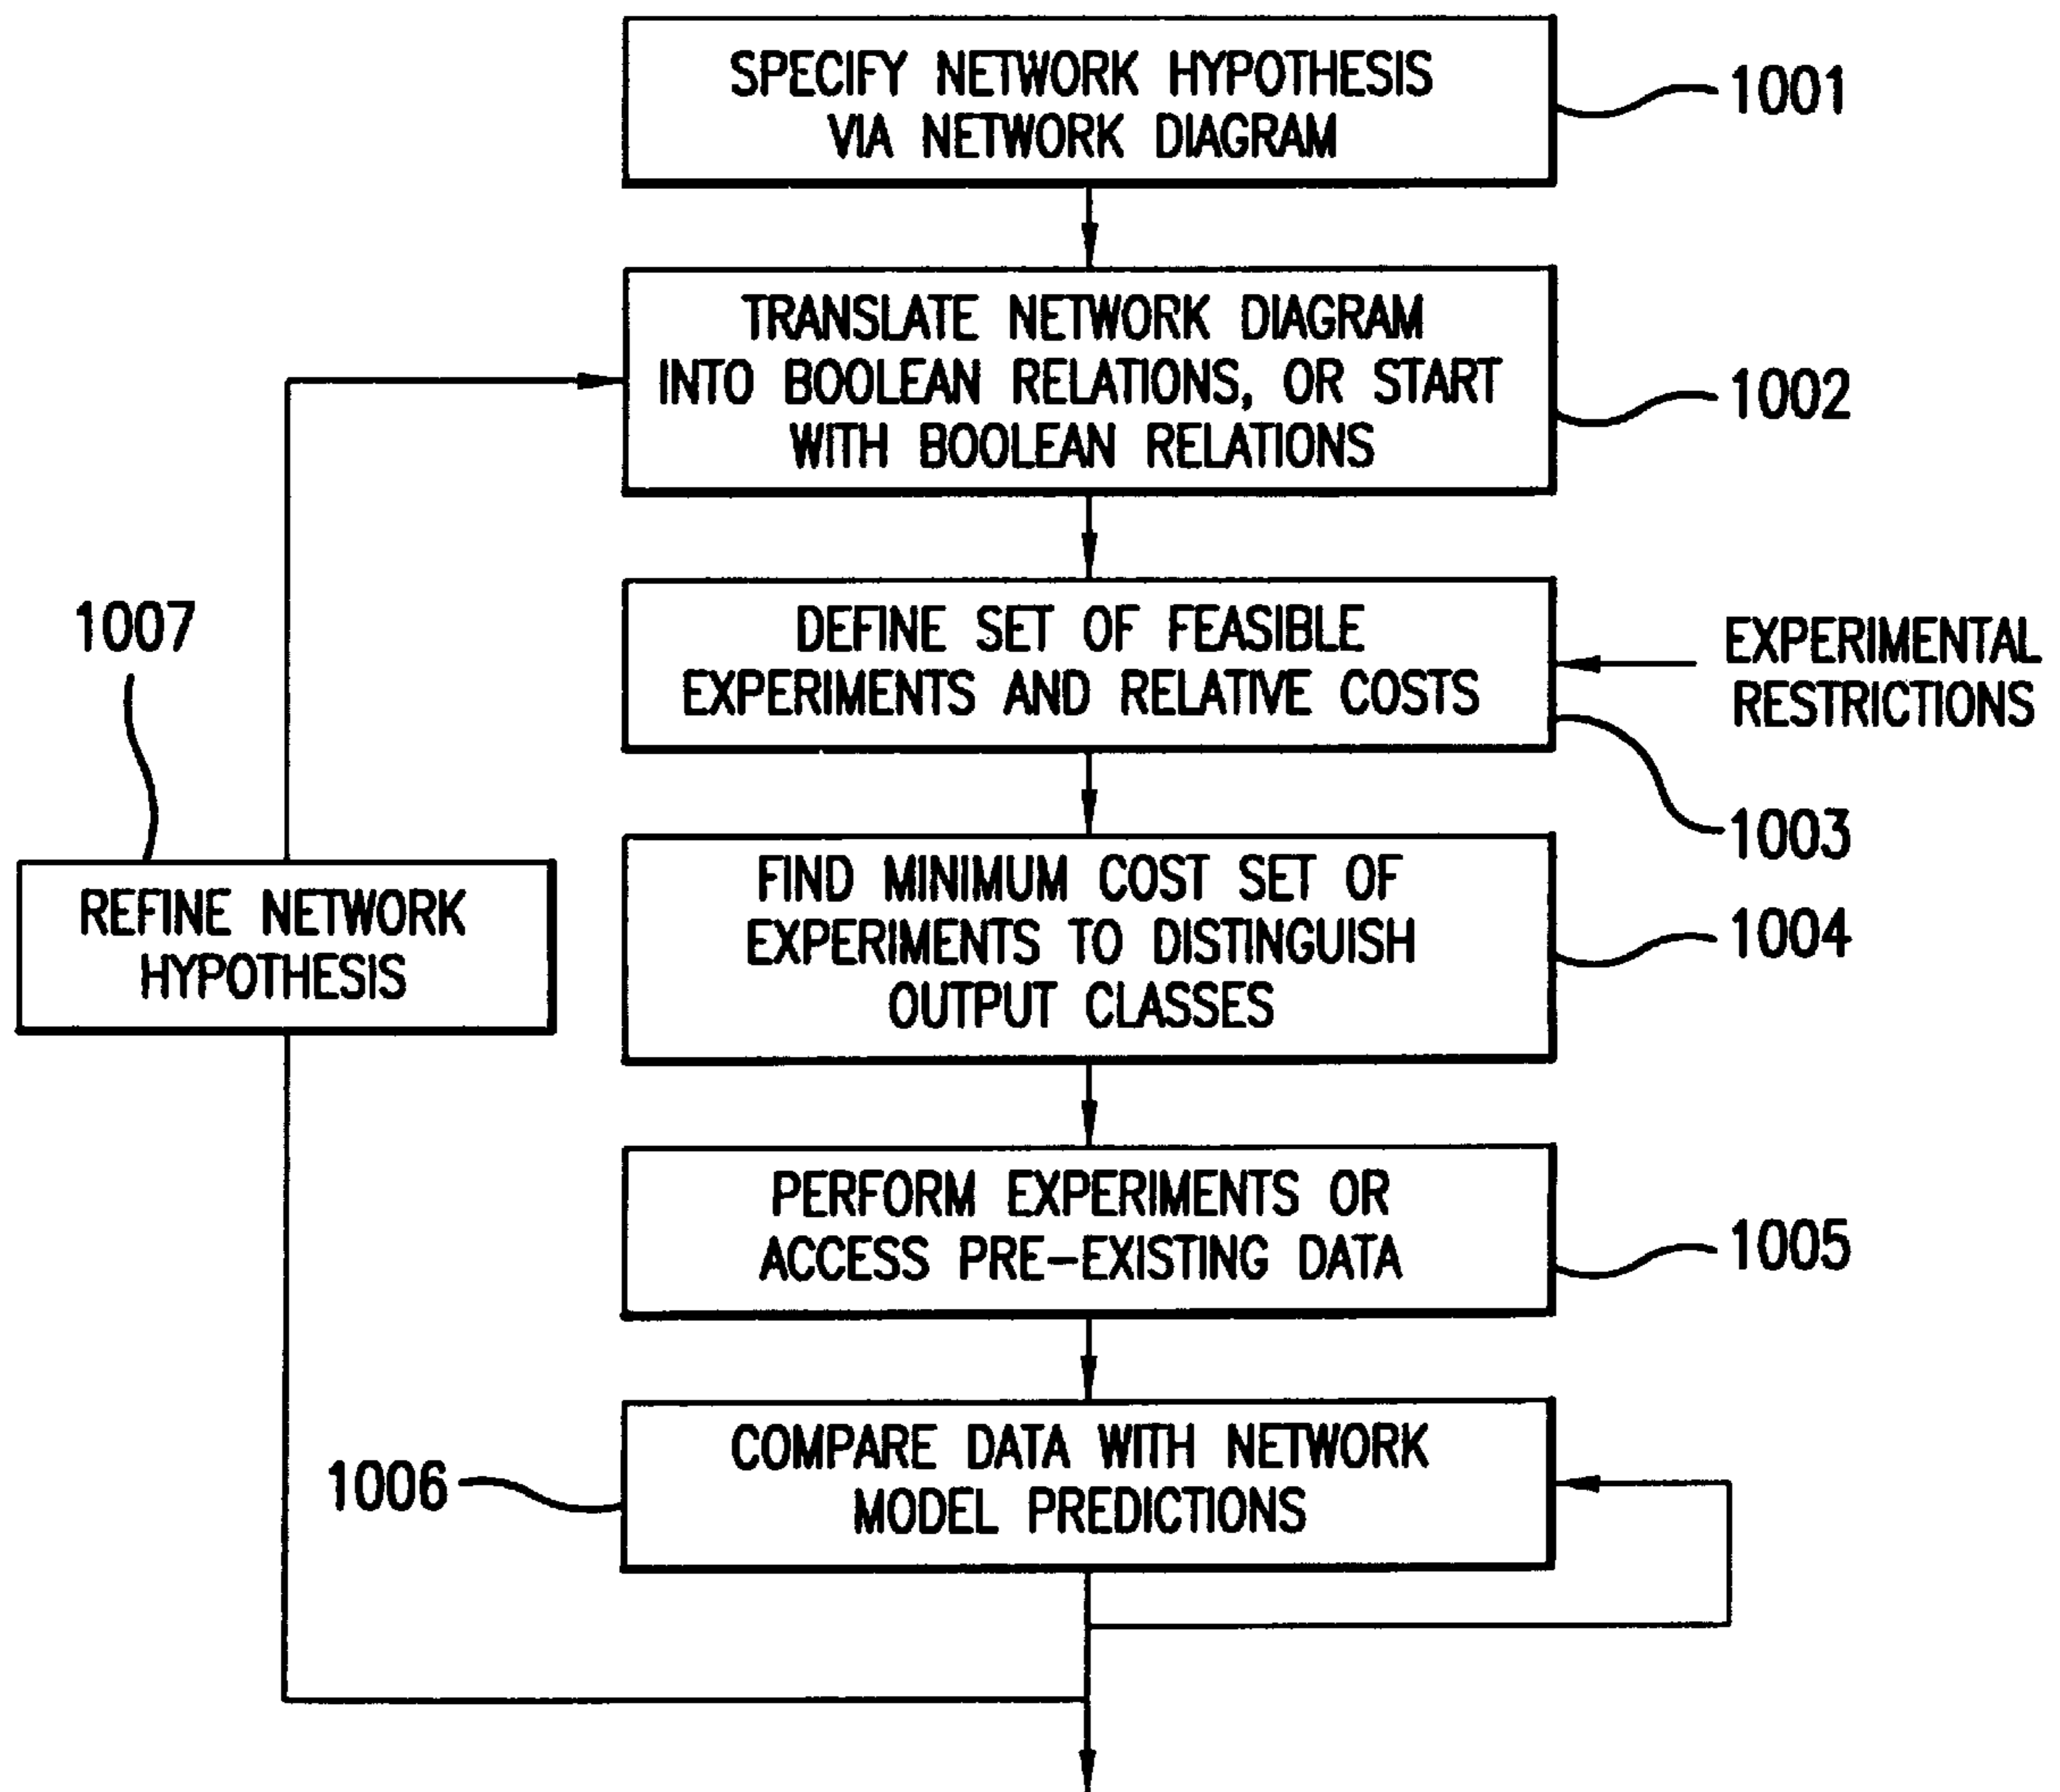 SPECIFY NETWORK HYPOTHESIS
VIA NETWORK DIAGRAM
1001
TRANSLATE NETWORK DIAGRAM
INTO BOOLEAN RELATIONS, OR START
WITH BOOLEAN RELATIONS
1002
DEFINE SET OF FEASIBLE
EXPERIMENTS AND RELATIVE COSTS
EXPERIMENTAL
RESTRICTIONS
1003
1007
REFINE NETWORK
HYPOTHESIS
FIND MINIMUM COST SET OF
EXPERIMENTS TO DISTINGUISH
OUTPUT CLASSES
1004
PERFORM EXPERIMENTS OR
ACCESS PRE-EXISTING DATA
1005
COMPARE DATA WITH NETWORK
MODEL PREDICTIONS
1006